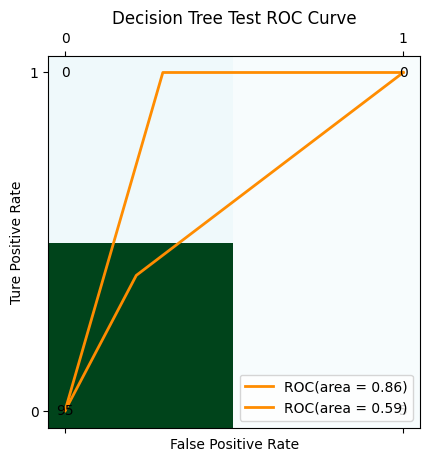 Decision Tree Test ROC Curve
0 1
1
0 0
Ture Positive Rate
0
ROC(area = 0.86)
ROC(area = 0.59)
False Positive Rate